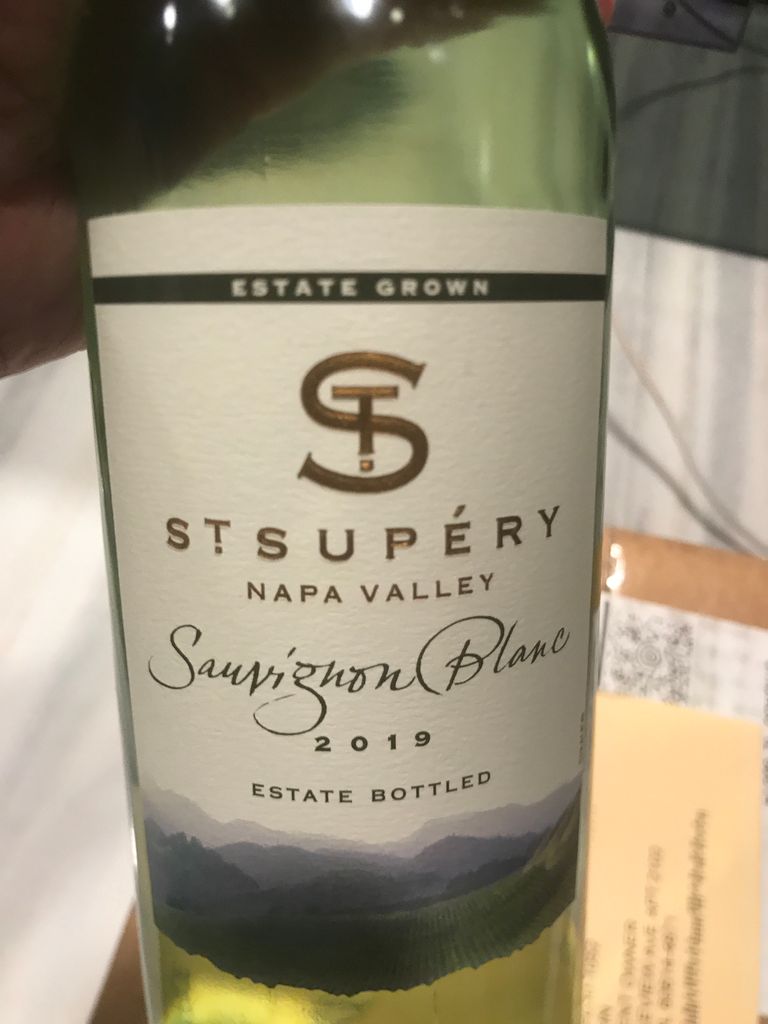 ESTATE GROWN
ST
ST SUPÉRY
NAPA VALLEY
Sauvignon Blanc
2019
ESTATE BOTTLED